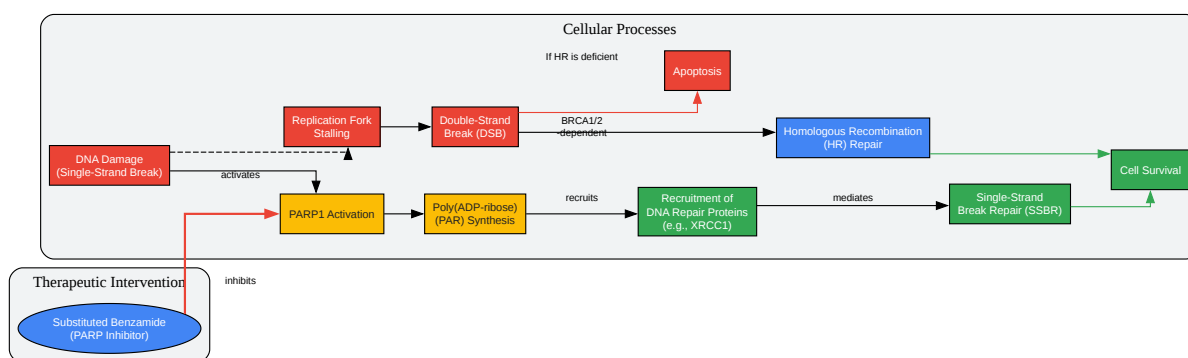 Cellular Processes
If HR is deficient
Apoptosis
Replication Fork
Stalling
Double-Strand
Break (DSB)
BRCA1/2
-dependent
Homologous Recombination
(HR) Repair
DNA Damage
(Single-Strand Break)
activates
Cell Survival
PARP1 Activation
Poly(ADP-ribose)
(PAR) Synthesis
recruits
Recruitment of
DNA Repair Proteins
(e.g., XRCC1)
mediates
Single-Strand
Break Repair (SSBR)
Therapeutic Intervention
inhibits
Substituted Benzamide
(PARP Inhibitor)